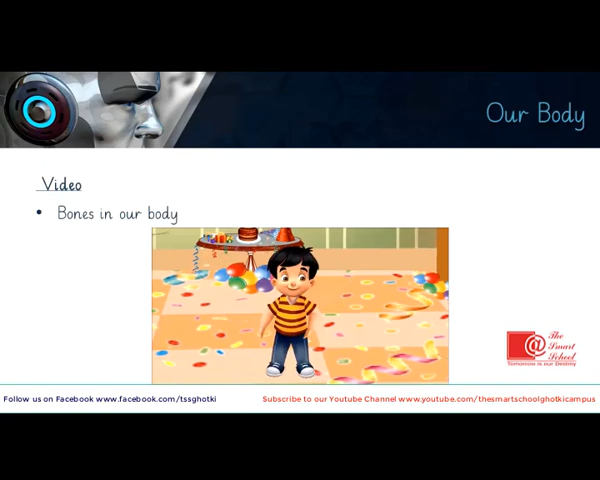 Our Body
Video
• Bones in our body
The
Smart
School
Tomorrow is our Destiny
Follow us on Facebook www.facebook.com/tssghotki
Subscribe to our Youtube Channel www.youtube.com/thesmartschoolghotkicampus